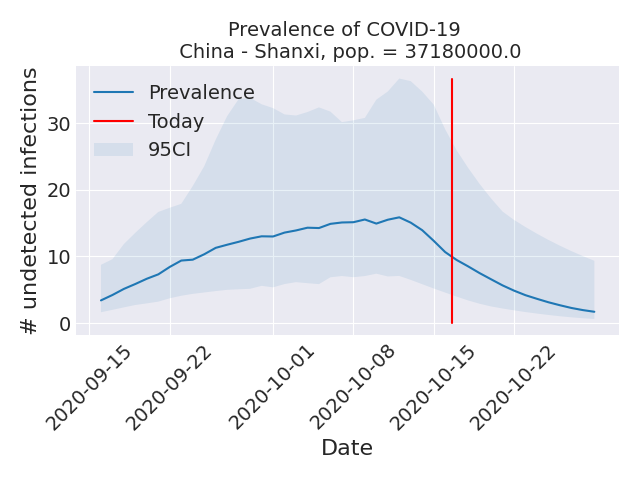 Prevalence of COVID-19
China - Shanxi, pop. = 37180000.0
Prevalence
Today
95CI
# undetected infections
30
20
10
0
2020-09-15
2020-09-22
2020-10-01
2020-10-08
2020-10-15
2020-10-22
Date